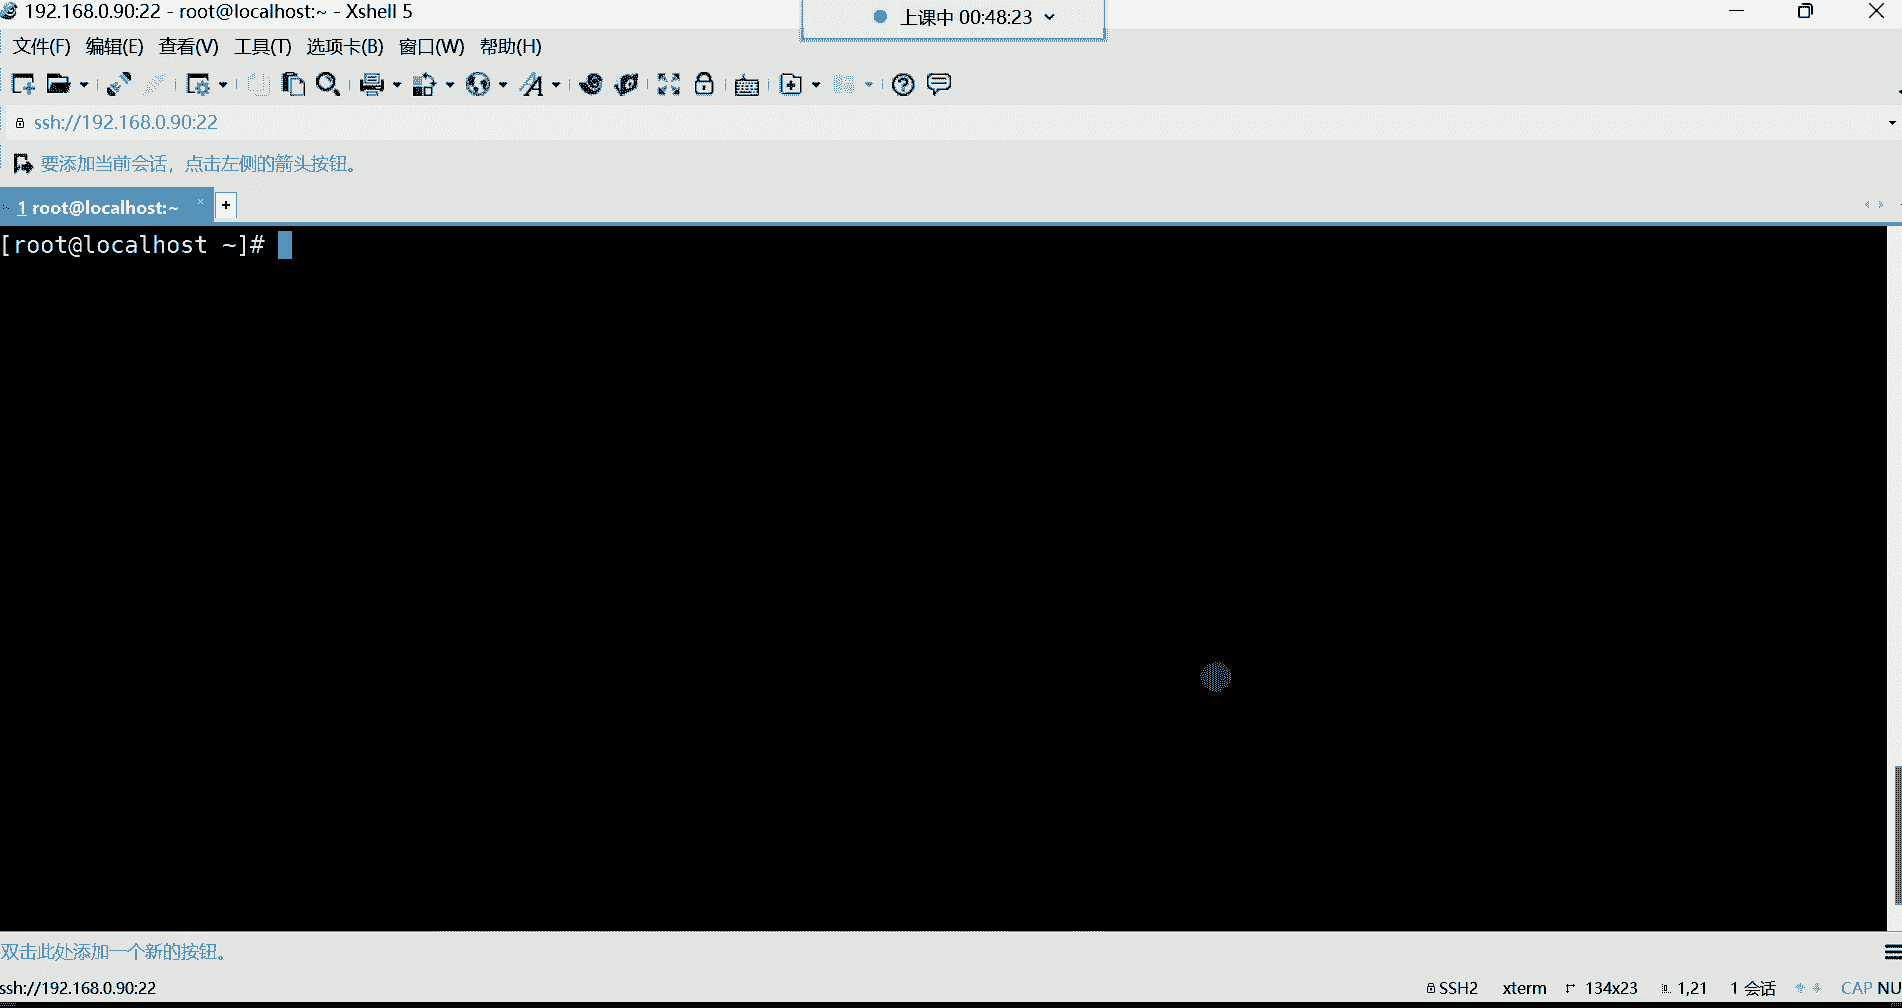 192.168.0.90:22 - root@localhost:~ - Xshell 5
上课中 00:48:23
文件(F) 编辑(E) 查看(V) 工具(T) 选项卡(B) 窗口(W) 帮助(H)
ssh://192.168.0.90:22
要添加当前会话，点击左侧的箭头按钮。
1 root@localhost:~ × +
[root@localhost ~]#
双击此处添加一个新的按钮。
ssh://192.168.0.90:22 SSH2 xterm 134x23 1,21 1 会话 CAP NU